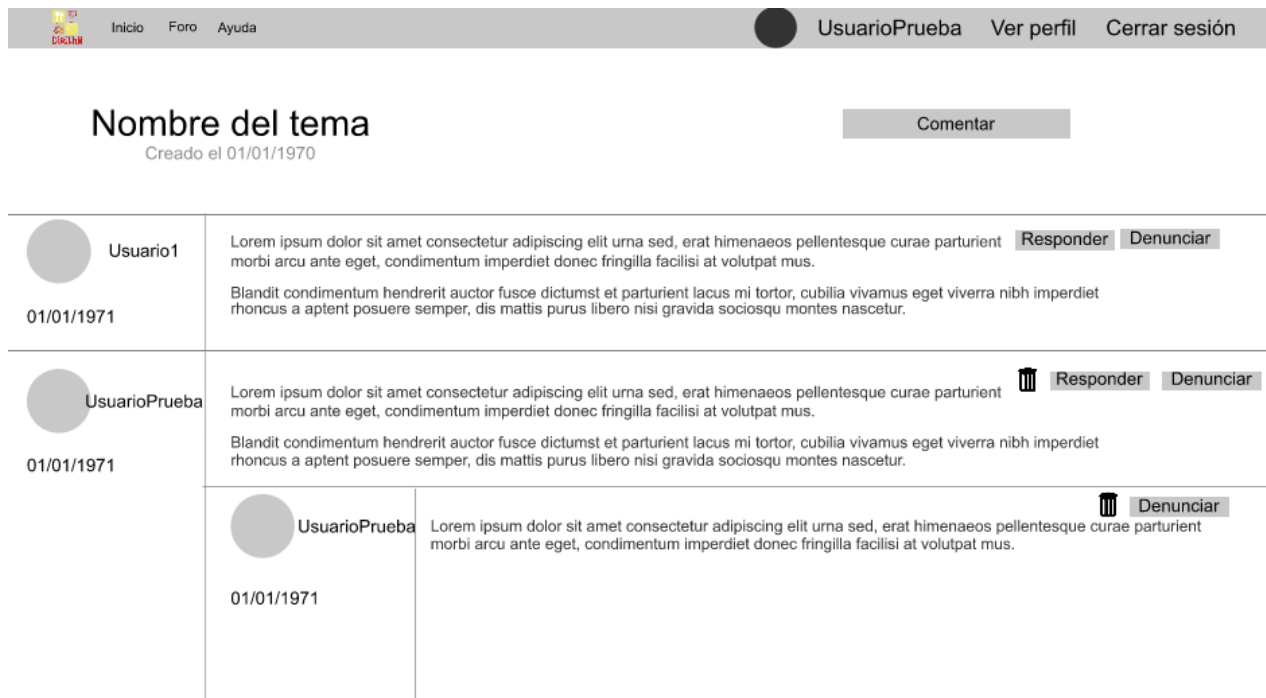 Inicio Foro Ayuda UsuarioPrueba Ver perfil Cerrar sesión
Nombre del tema
Comentar
Creado el 01/01/1970
Usuario1
01/01/1971
Lorem ipsum dolor sit amet consectetur adipiscing elit urna sed, erat himenaeos pellentesque curae parturient
morbi arcu ante eget, condimentum imperdiet donec fringilla facilisi at volutpat mus.
Blandit condimentum hendrerit auctor fusce dictumst et parturient lacus mi tortor, cubilia vivamus eget viverra nibh imperdiet
rhoncus a aptent posuere semper, dis mattis purus libero nisi gravida sociosqu montes nascetur.
Responder Denunciar
UsuarioPrueba
01/01/1971
Lorem ipsum dolor sit amet consectetur adipiscing elit urna sed, erat himenaeos pellentesque curae parturient
morbi arcu ante eget, condimentum imperdiet donec fringilla facilisi at volutpat mus.
Blandit condimentum hendrerit auctor fusce dictumst et parturient lacus mi tortor, cubilia vivamus eget viverra nibh imperdiet
rhoncus a aptent posuere semper, dis mattis purus libero nisi gravida sociosqu montes nascetur.
Responder Denunciar
UsuarioPrueba
01/01/1971
Lorem ipsum dolor sit amet consectetur adipiscing elit urna sed, erat himenaeos pellentesque curae parturient
morbi arcu ante eget, condimentum imperdiet donec fringilla facilisi at volutpat mus.
Denunciar